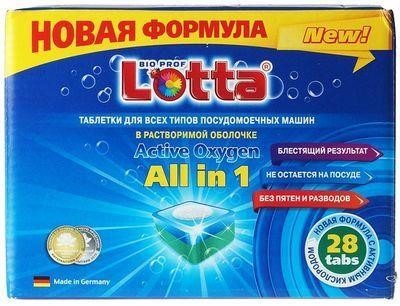 НОВАЯ ФОРМУЛА
New!
BIO PROF
Lotta®
ТАБЛЕТКИ ДЛЯ ВСЕХ ТИПОВ ПОСУДОМОЕЧНЫХ МАШИН
В РАСТВОРИМОЙ ОБОЛОЧКЕ
Active Oxygen
All in 1
БЛЕСТЯЩИЙ РЕЗУЛЬТАТ
НЕ ОСТАЕТСЯ НА ПОСУДЕ
БЕЗ ПЯТЕН И РАЗВОДОВ
НОВАЯ ФОРМУЛА С АКТИВНЫМ КИСЛОРОДОМ
28
tabs
Made in Germany